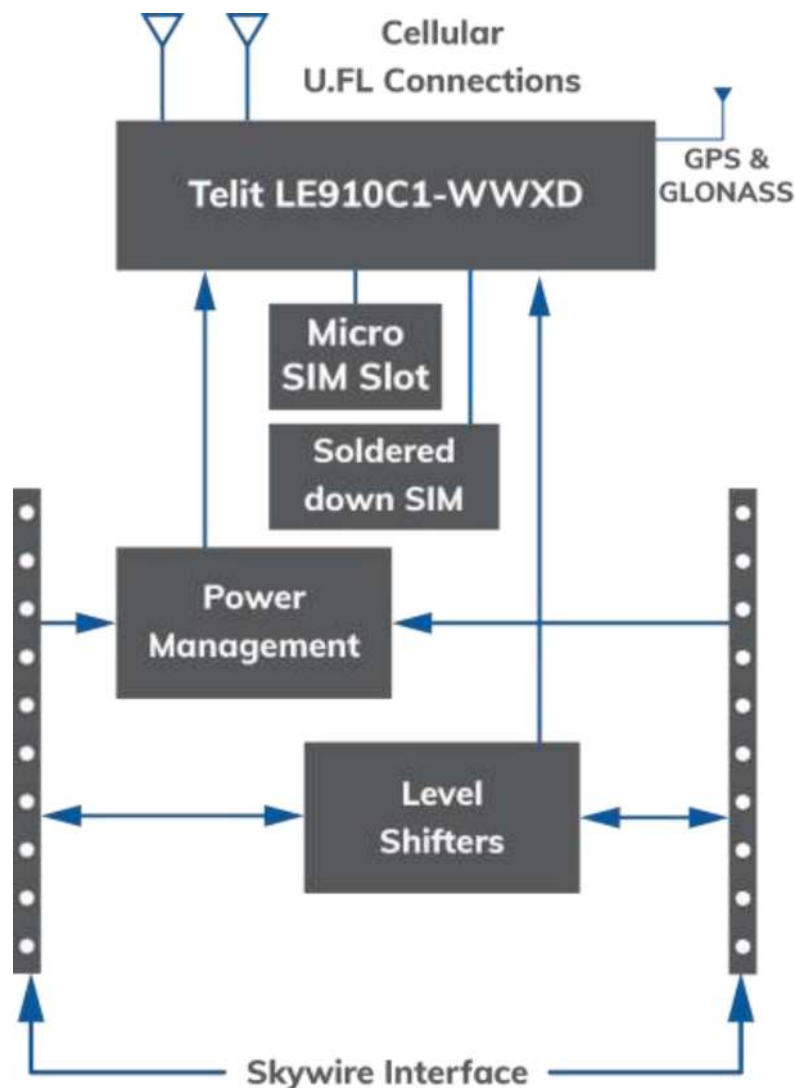 Cellular
U.FL Connections
Telit LE910C1-WWXD
GPS &
GLONASS
Micro
SIM Slot
Soldered
down SIM
Power
Management
Level
Shifters
Skywire Interface